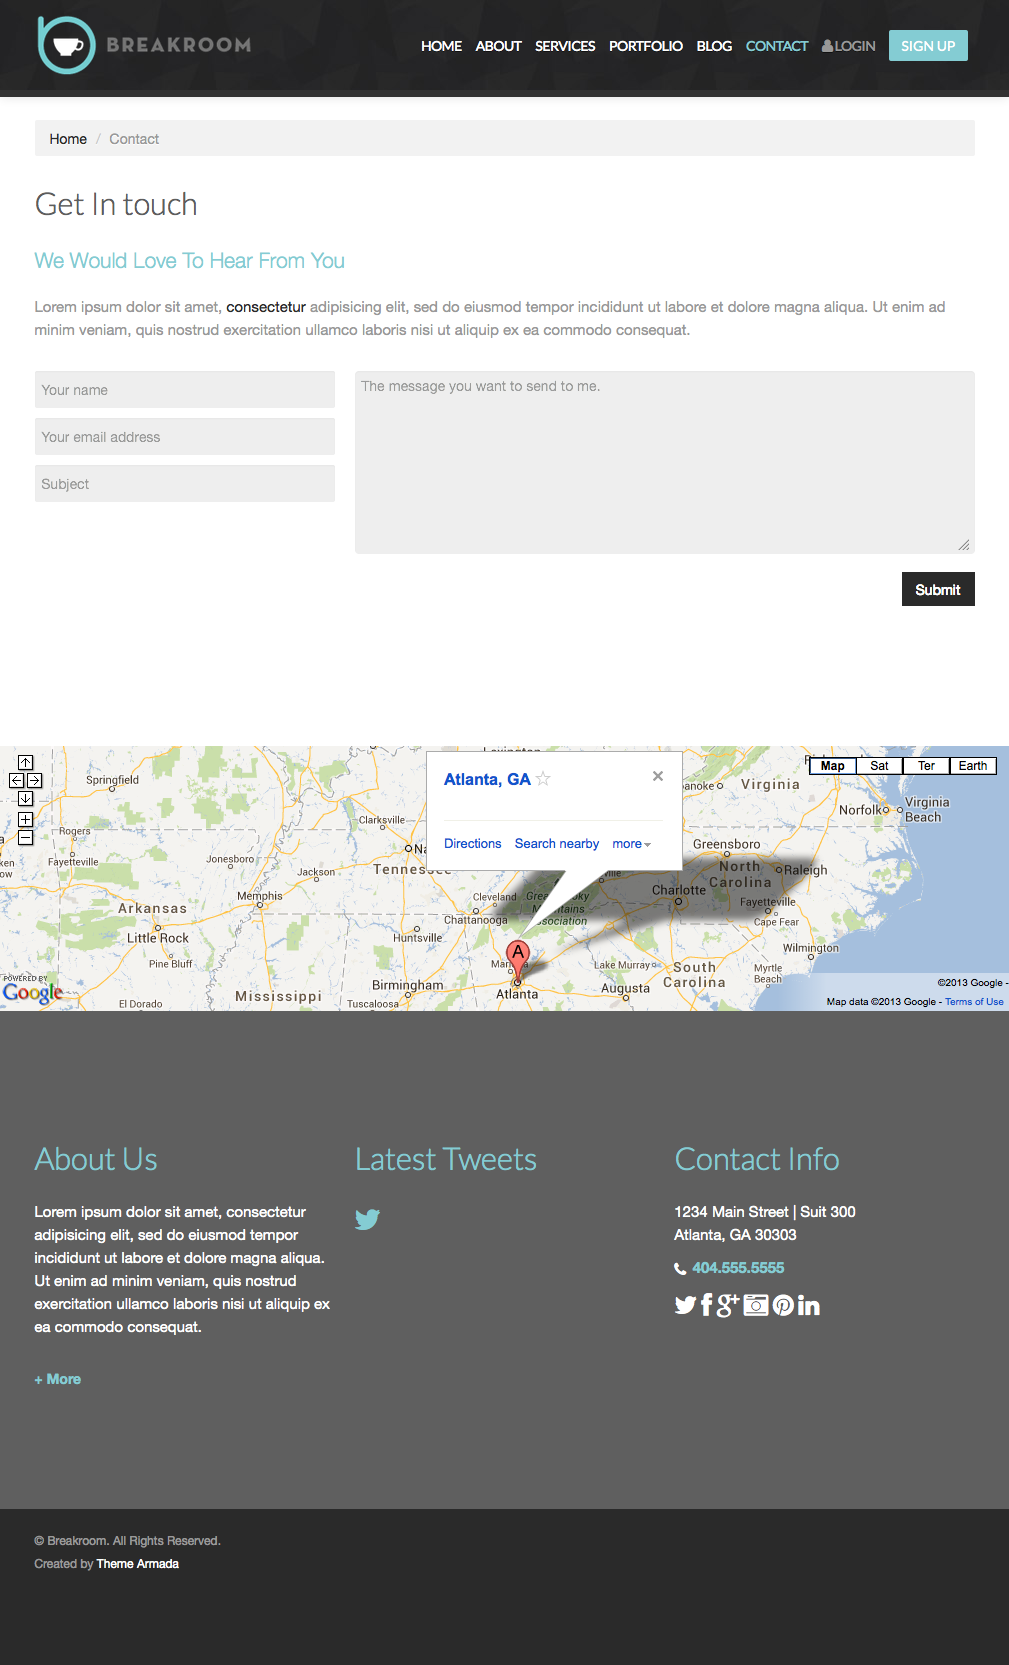 BREAKROOM
HOME ABOUT SERVICES PORTFOLIO BLOG CONTACT LOGIN SIGN UP
Home / Contact
Get In touch
We Would Love To Hear From You
Lorem ipsum dolor sit amet, consectetur adipisicing elit, sed do eiusmod tempor incididunt ut labore et dolore magna aliqua. Ut enim ad
minim veniam, quis nostrud exercitation ullamco laboris nisi ut aliquip ex ea commodo consequat.
Your name
The message you want to send to me.
Your email address
Subject
Submit
Atlanta, GA
Directions Search nearby more
Map Sat Ter Earth
Springfield
Virginia
Norfolk
Virginia
Beach
Clarksville
Rogers
Fayetteville
Jonesboro
Jackson
Greensboro
North
Carolina
Raleigh
Memphis
Cleveland
Charlotte
Fayetteville
Arkansas
Chattanooga
Cape Fear
Little Rock
Huntsville
Wilmington
Pine Bluff
Lake Murray
South
Carolina
Myrtle
Beach
POWERED BY
Google
Birmingham
Atlanta
Augusta
El Dorado
Mississippi
Tuscaloosa
A
©2013 Google -
Map data ©2013 Google - Terms of Use
About Us
Lorem ipsum dolor sit amet, consectetur
adipisicing elit, sed do eiusmod tempor
incididunt ut labore et dolore magna aliqua.
Ut enim ad minim veniam, quis nostrud
exercitation ullamco laboris nisi ut aliquip ex
ea commodo consequat.
+ More
Latest Tweets
Contact Info
1234 Main Street | Suit 300
Atlanta, GA 30303
404.555.5555
© Breakroom. All Rights Reserved.
Created by Theme Armada